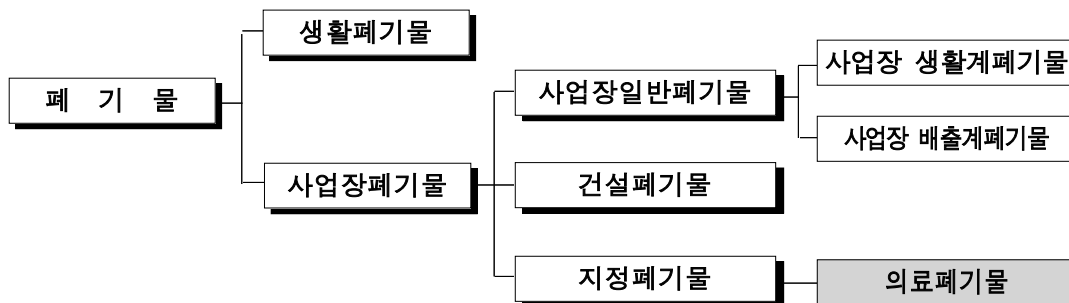 생활폐기물
사업장 생활계폐기물
폐 기 물
사업장일반폐기물
사업장 배출계폐기물
사업장폐기물
건설폐기물
지정폐기물
의료폐기물